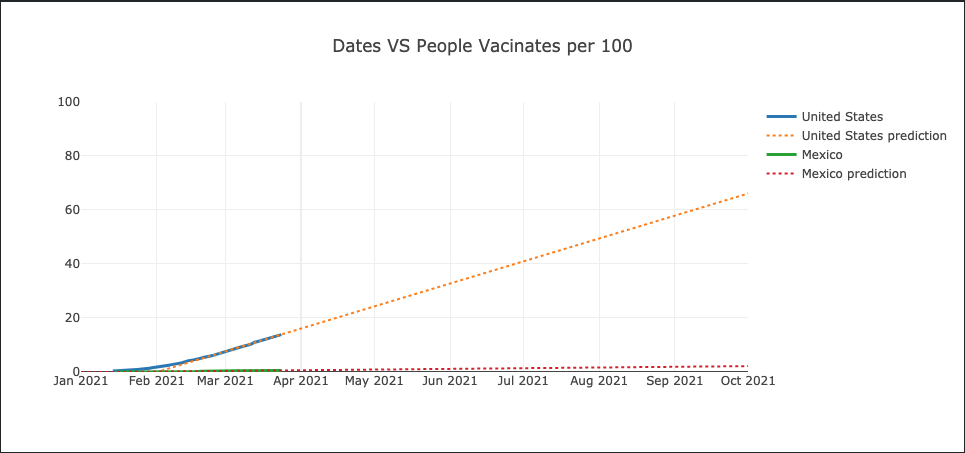 Dates VS People Vacinates per 100
100
80
60
40
20
0
Jan 2021 Feb 2021 Mar 2021 Apr 2021 May 2021 Jun 2021 Jul 2021 Aug 2021 Sep 2021 Oct 2021
United States
United States prediction
Mexico
Mexico prediction